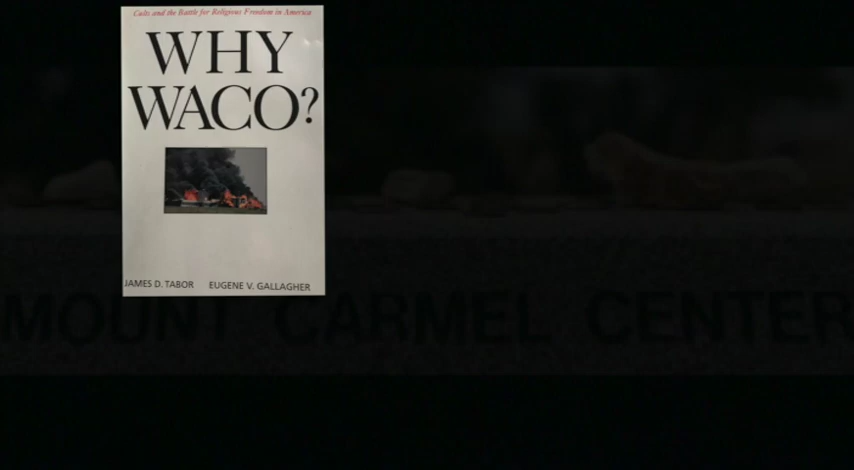 Cults and the Battle for Religious Freedom in America
WHY
WACO?
JAMES D. TABOR EUGENE V. GALLAGHER
MOUNT CARMEL CENTER